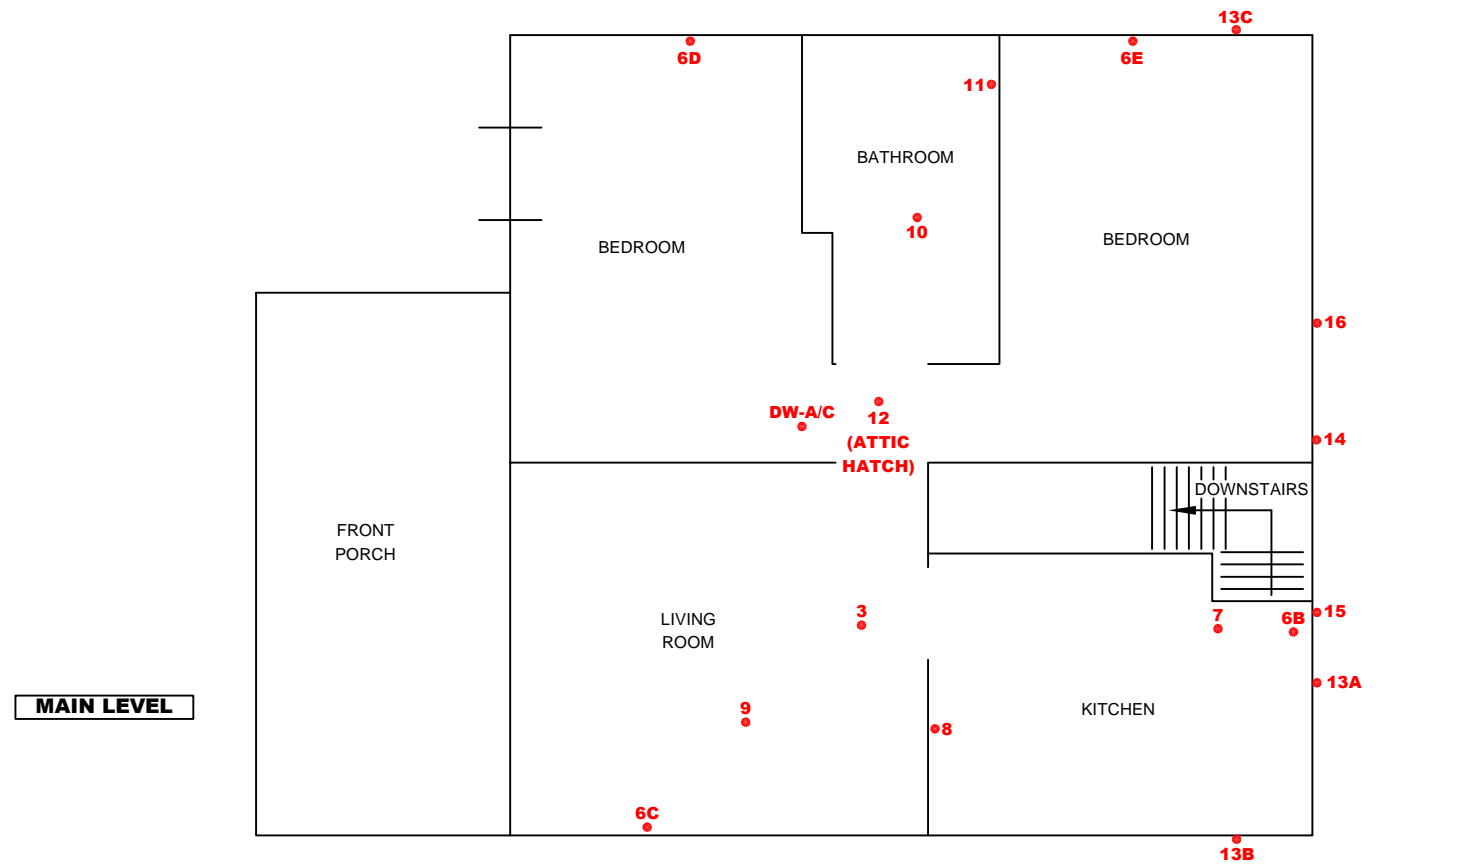 13C
6D
6E
11
BATHROOM
10
BEDROOM
BEDROOM
16
DW-A/C
12
(ATTIC
HATCH)
14
DOWNSTAIRS
FRONT
PORCH
3
LIVING
ROOM
7
6B
15
13A
MAIN LEVEL
9
8
KITCHEN
6C
13B